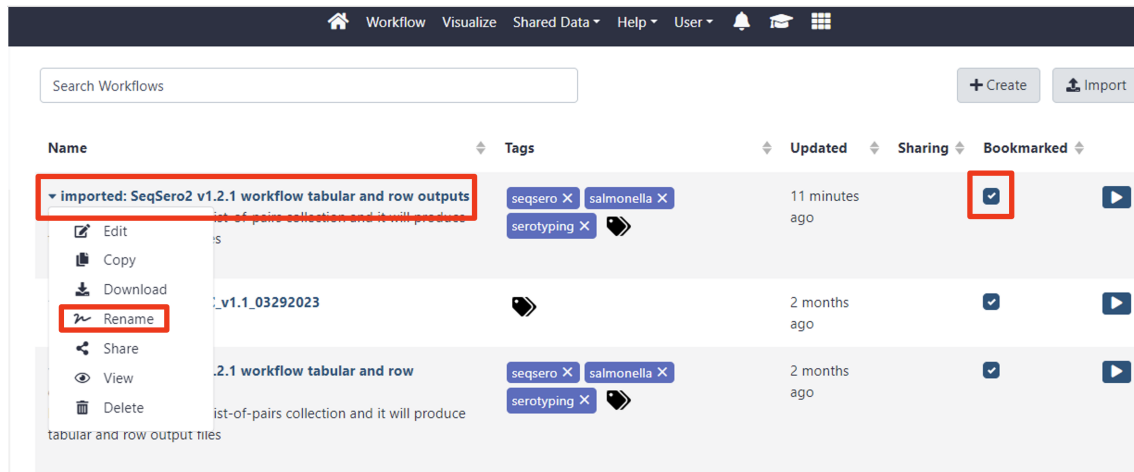 Workflow Visualize Shared Data Help User
Search Workflows
Create Import
Name Tags Updated Sharing Bookmarked
imported: SeqSero2 v1.2.1 workflow tabular and row outputs
seqsero salmonella
11 minutes
ist-of-pairs collection and it will produce
serotyping
ago
Edit
Copy
Download
Rename
Share
View
Delete
_v1.1_03292023
2 months
ago
.2.1 workflow tabular and row
seqsero salmonella
2 months
serotyping
ago
ist-of-pairs collection and it will produce
tabular and row output files